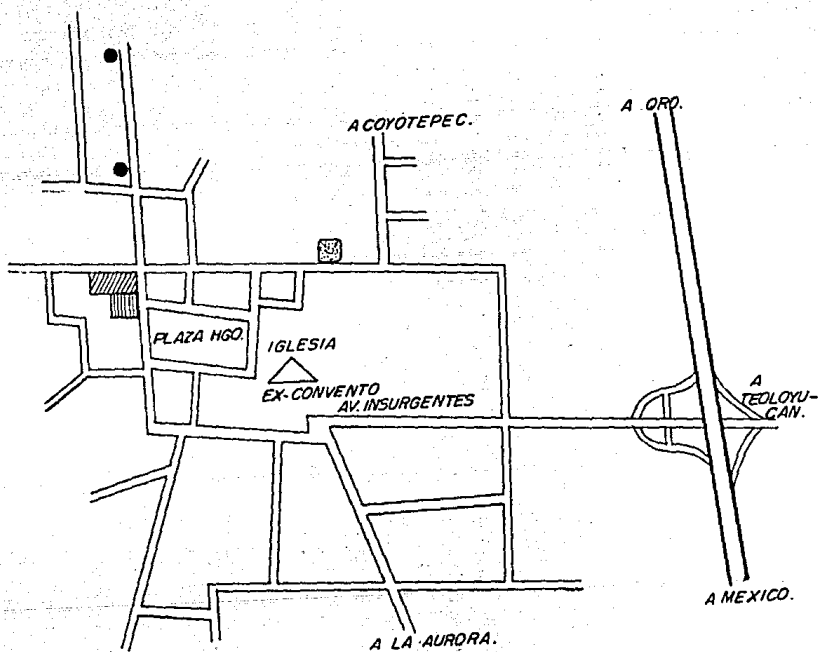 A QRO.
A COYOTEPEC.
PLAZA HGO.
IGLESIA
EX-CONVENTO
AV. INSURGENTES
A
TEOLOYU-
CAN.
A MEXICO.
A LA AURORA.